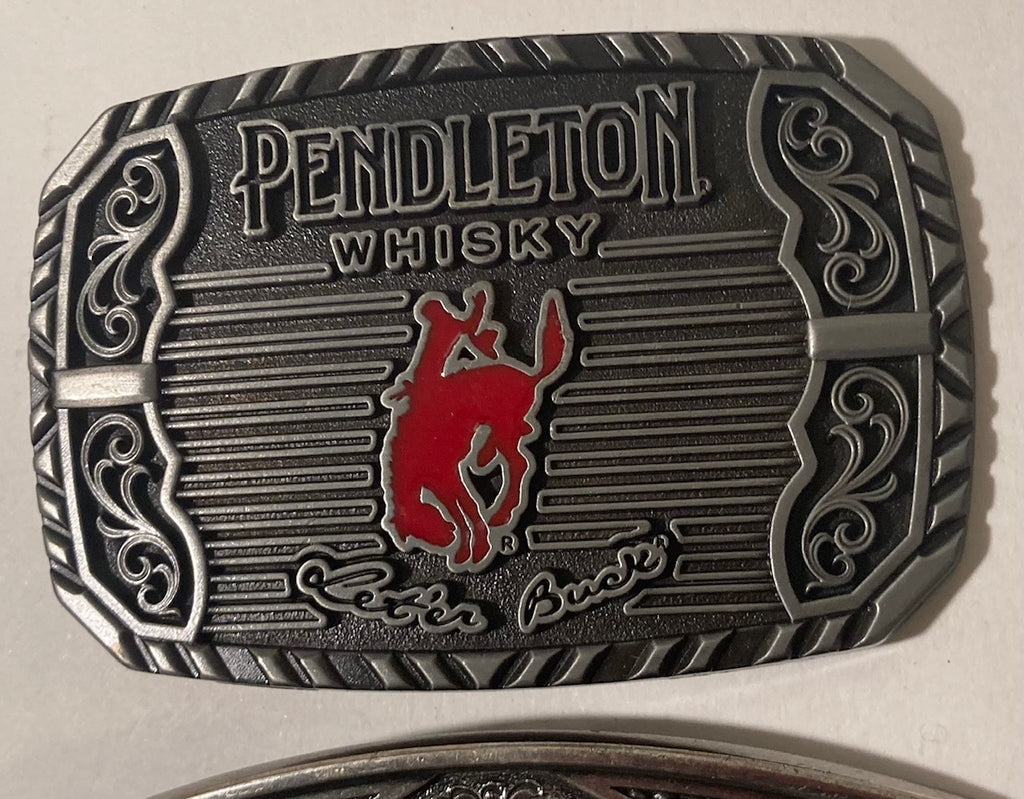 PENDLETON
WHISKY
®
Let'er Buck®